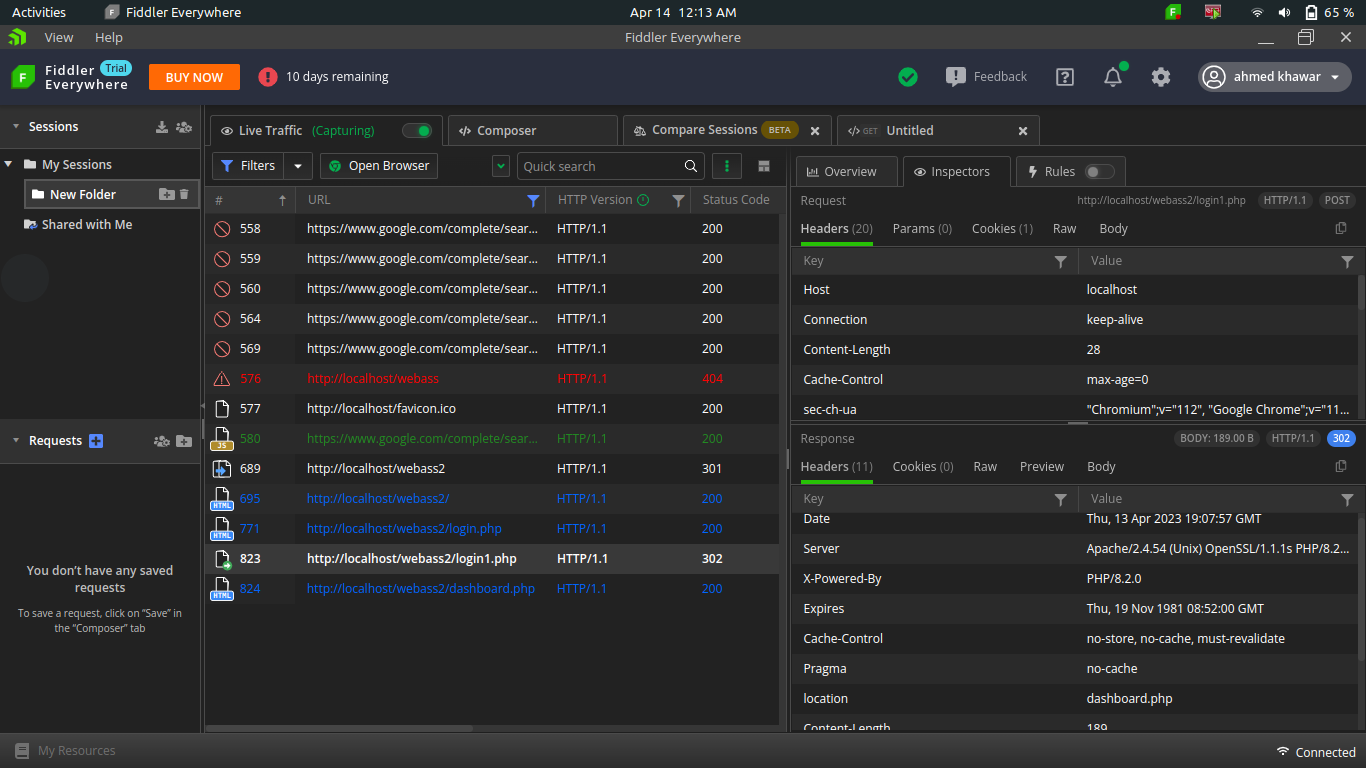 Activities Fiddler Everywhere Apr 14 12:13 AM 65 %
View Help Fiddler Everywhere
Fiddler Everywhere Trial BUY NOW 10 days remaining Feedback ahmed khawar
Sessions
My Sessions
New Folder
Shared with Me
Requests
You don't have any saved
requests
To save a request, click on "Save" in
the "Composer" tab
Live Traffic (Capturing) Composer Compare Sessions BETA GET Untitled
Filters Open Browser Quick search
# URL HTTP Version Status Code
558 https://www.google.com/complete/sear... HTTP/1.1 200
559 https://www.google.com/complete/sear... HTTP/1.1 200
560 https://www.google.com/complete/sear... HTTP/1.1 200
564 https://www.google.com/complete/sear... HTTP/1.1 200
569 https://www.google.com/complete/sear... HTTP/1.1 200
576 http://localhost/webass HTTP/1.1 404
577 http://localhost/favicon.ico HTTP/1.1 200
JS 580 https://www.google.com/complete/sear... HTTP/1.1 200
689 http://localhost/webass2 HTTP/1.1 301
HTML 695 http://localhost/webass2/ HTTP/1.1 200
HTML 771 http://localhost/webass2/login.php HTTP/1.1 200
823 http://localhost/webass2/login1.php HTTP/1.1 302
HTML 824 http://localhost/webass2/dashboard.php HTTP/1.1 200
Overview Inspectors Rules
Request http://localhost/webass2/login1.php HTTP/1.1 POST
Headers (20) Params (0) Cookies (1) Raw Body
Key Value
Host localhost
Connection keep-alive
Content-Length 28
Cache-Control max-age=0
sec-ch-ua "Chromium";v="112", "Google Chrome";v="11...
Response BODY: 189.00 B HTTP/1.1 302
Headers (11) Cookies (0) Raw Preview Body
Key Value
Date Thu, 13 Apr 2023 19:07:57 GMT
Server Apache/2.4.54 (Unix) OpenSSL/1.1.1s PHP/8.2...
X-Powered-By PHP/8.2.0
Expires Thu, 19 Nov 1981 08:52:00 GMT
Cache-Control no-store, no-cache, must-revalidate
Pragma no-cache
location dashboard.php
Content-Length 189
My Resources Connected